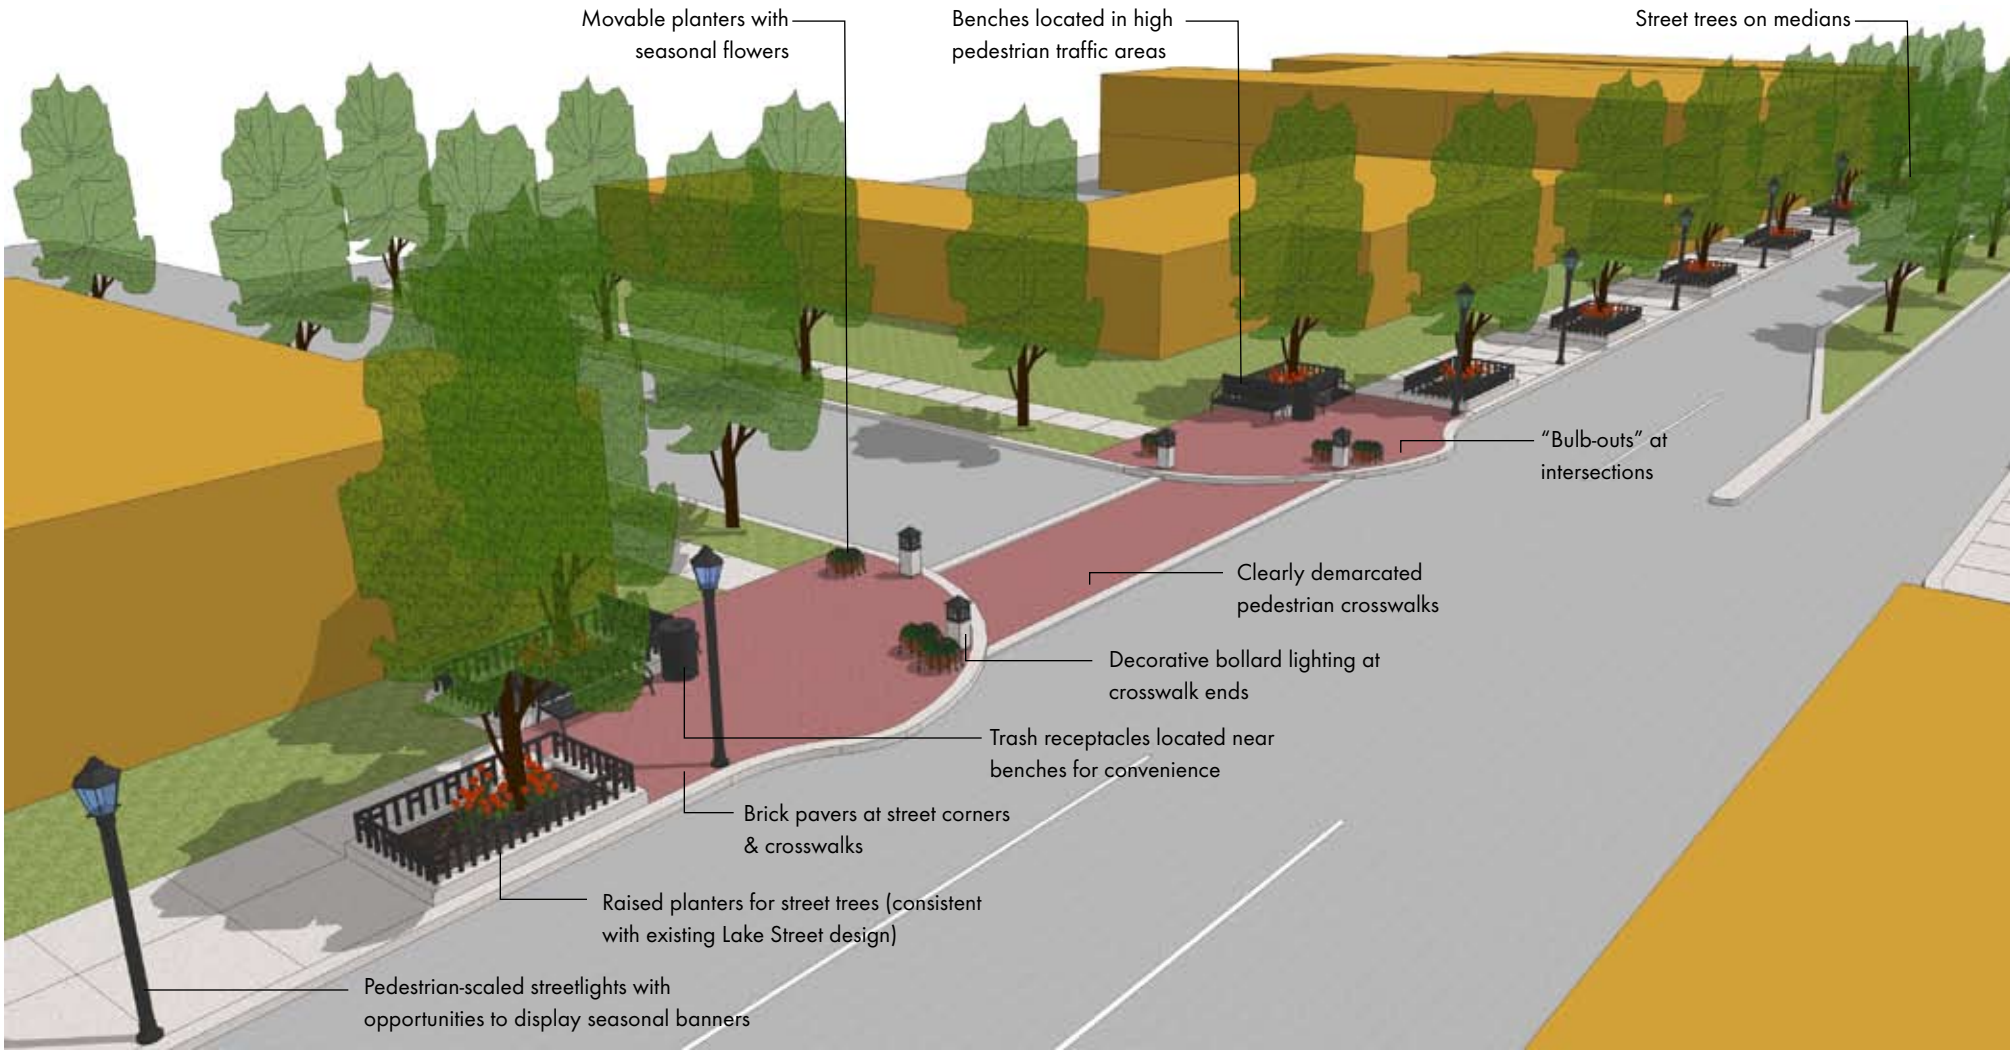 Movable planters with
seasonal flowers
Benches located in high
pedestrian traffic areas
Street trees on medians
“Bulb-outs” at
intersections
Clearly demarcated
pedestrian crosswalks
Decorative bollard lighting at
crosswalk ends
Trash receptacles located near
benches for convenience
Brick pavers at street corners
& crosswalks
Raised planters for street trees (consistent
with existing Lake Street design)
Pedestrian-scaled streetlights with
opportunities to display seasonal banners